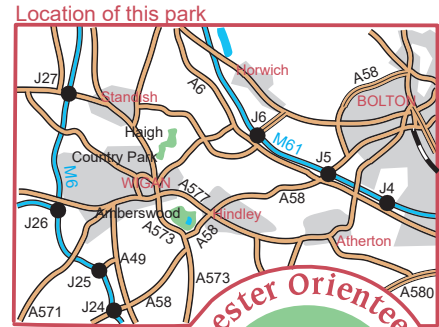 Location of this park
Horwich
J27
A6
A58
Standish
BOLTON
Haigh
Country Park
J6
M61
M6
WIGAN
A577
J5
A58
J4
J26
Amberswood
Hindley
A573
A58
Atherton
A49
J25
A573
A580
A571
J24
A58
ester Oriente